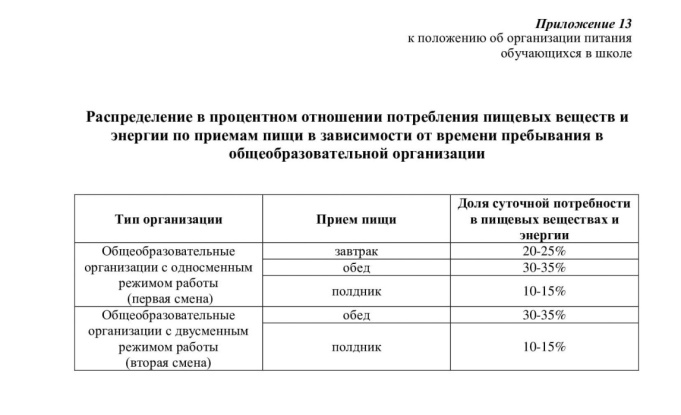 Приложение 13
к положению об организации питания
обучающихся в школе
Распределение в процентном отношении потребления пищевых веществ и
энергии по приемам пищи в зависимости от времени пребывания в
общеобразовательной организации
Тип организации
Прием пищи
Доля суточной потребности
в пищевых веществах и
энергии
Общеобразовательные
организации с односменным
режимом работы
(первая смена)
завтрак
20-25%
обед
30-35%
полдник
10-15%
Общеобразовательные
организации с двусменным
режимом работы
(вторая смена)
обед
30-35%
полдник
10-15%